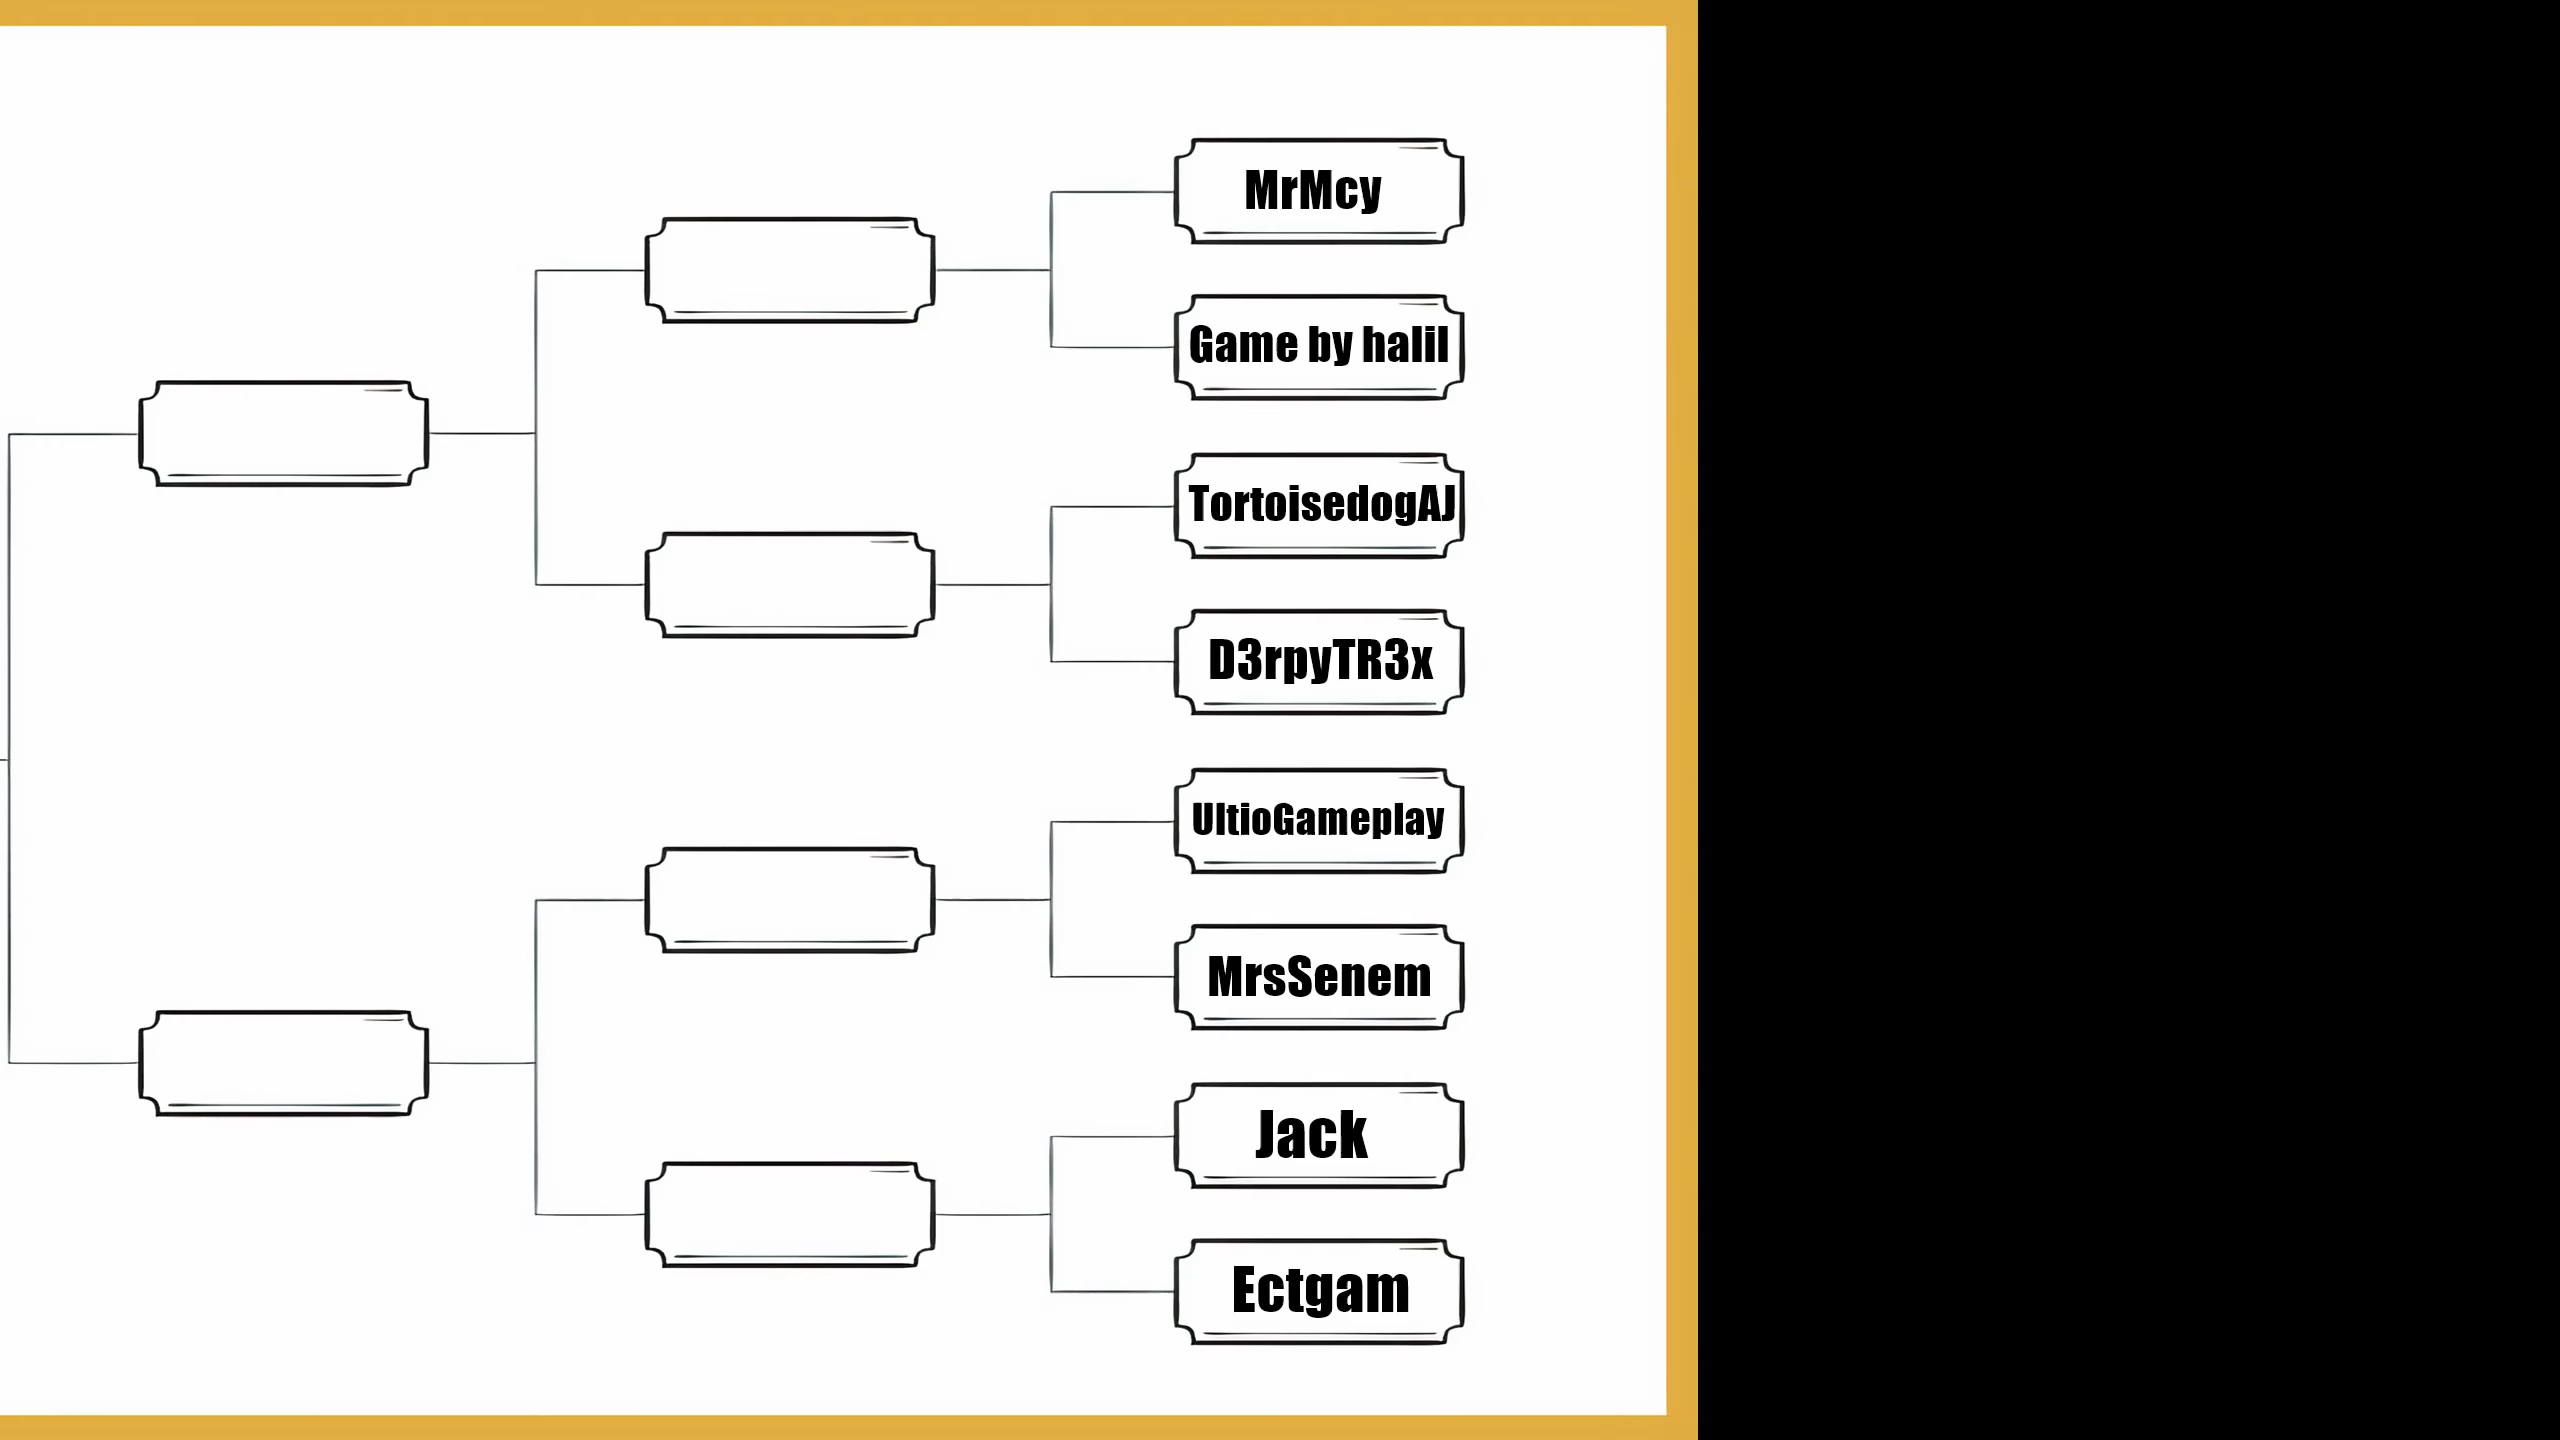 MrMcy
Game by halil
TortoisedogAJ
D3rpyTR3x
UltioGameplay
MrsSenem
Jack
Ectgam